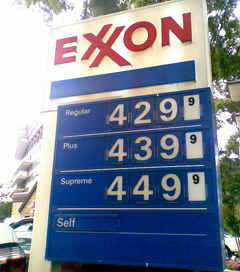 EXXON
Regular 429 9
Plus 439 9
Supreme 449 9
Self